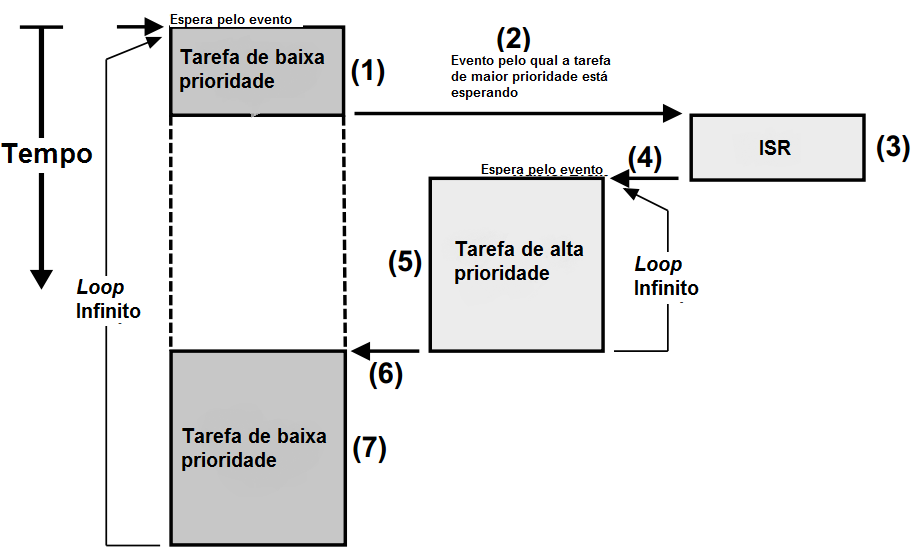 Espera pelo evento
Tarefa de baixa
prioridade
(1)
(2)
Evento pelo qual a tarefa
de maior prioridade está
esperando
Tempo
ISR
(3)
Espera pelo evento
(4)
(5)
Tarefa de alta
prioridade
Loop
Infinito
Loop
Infinito
(6)
Tarefa de baixa
prioridade
(7)